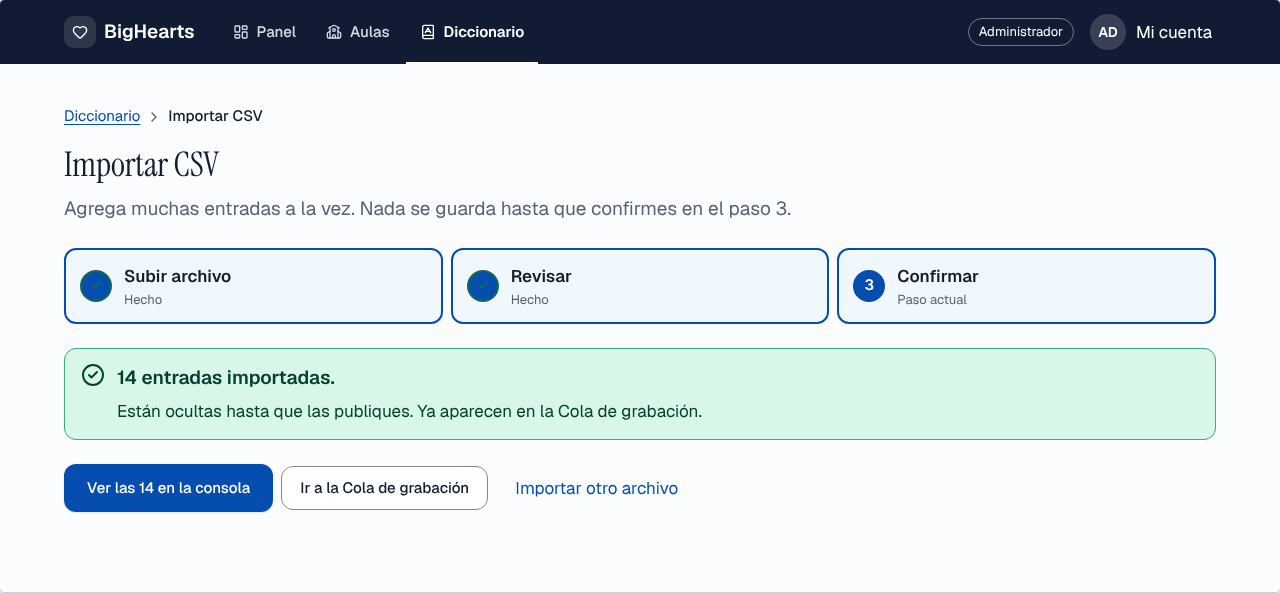 BigHearts
Panel
Aulas
Diccionario
Administrador
AD
Mi cuenta
Diccionario > Importar CSV
Importar CSV
Agrega muchas entradas a la vez. Nada se guarda hasta que confirmes en el paso 3.
Subir archivo
Hecho
Revisar
Hecho
3
Confirmar
Paso actual
14 entradas importadas.
Están ocultas hasta que las publiques. Ya aparecen en la Cola de grabación.
Ver las 14 en la consola
Ir a la Cola de grabación
Importar otro archivo